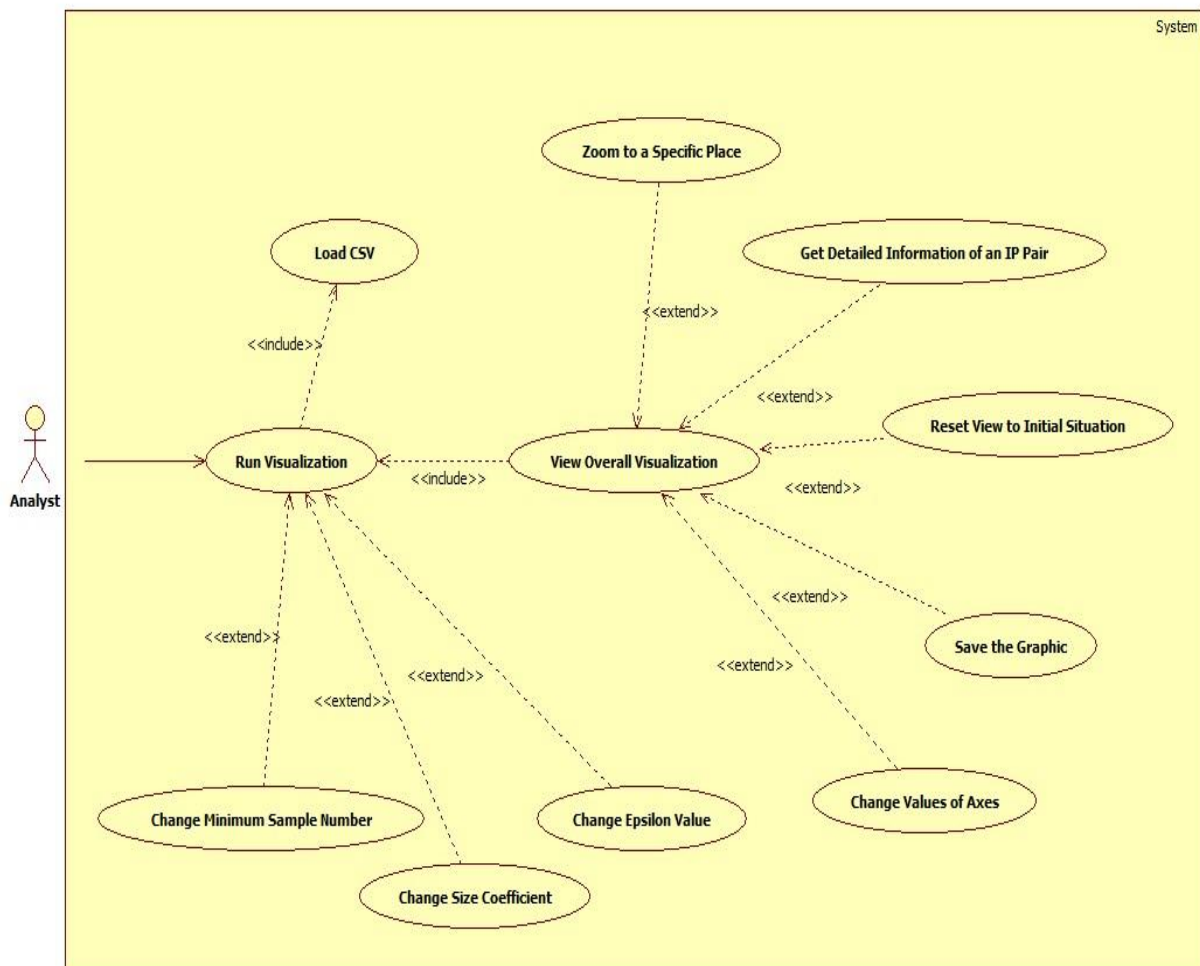 System
Zoom to a Specific Place
Load CSV
Get Detailed Information of an IP Pair
<<extend>>
<<include>>
<<extend>>
Reset View to Initial Situation
Run Visualization
View Overall Visualization
<<include>>
<<extend>>
Analyst
<<extend>>
<<extend>>
Save the Graphic
<<extend>>
<<extend>>
<<extend>>
Change Values of Axes
Change Minimum Sample Number
Change Epsilon Value
Change Size Coefficient